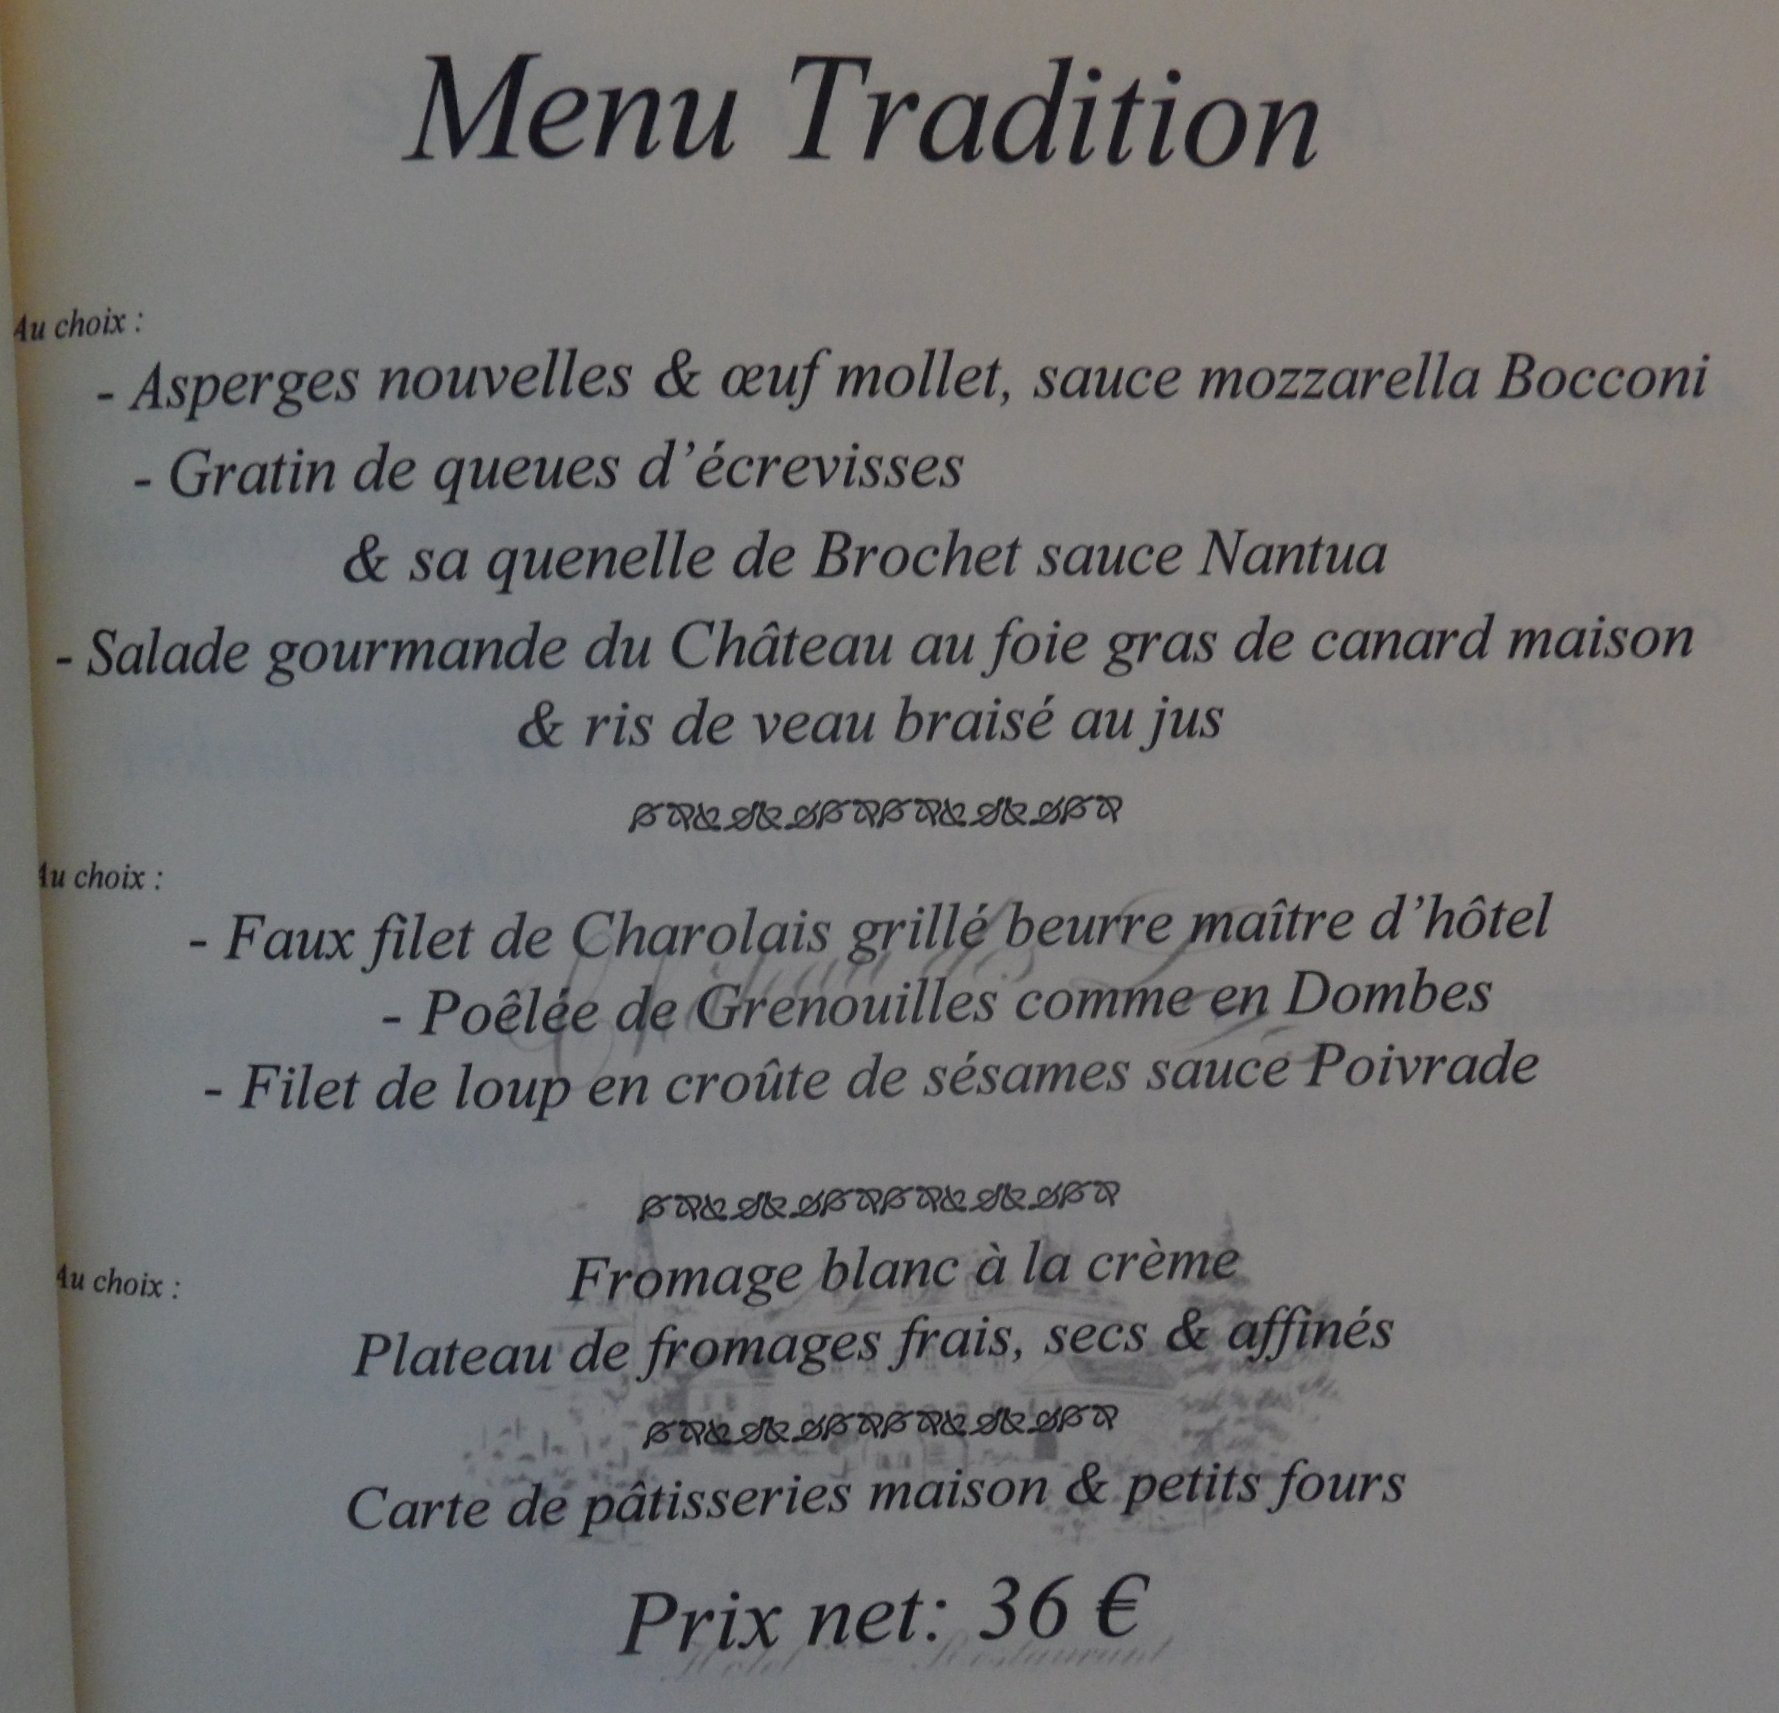 Menu Tradition
Au choix :
- Asperges nouvelles & œuf mollet, sauce mozzarella Bocconi
- Gratin de queues d’écrevisses
& sa quenelle de Brochet sauce Nantua
- Salade gourmande du Château au foie gras de canard maison
& ris de veau braisé au jus
Au choix :
- Faux filet de Charolais grillé beurre maître d’hôtel
- Poêlée de Grenouilles comme en Dombes
- Filet de loup en croûte de sésames sauce Poivrade
Au choix :
Fromage blanc à la crème
Plateau de fromages frais, secs & affinés
Carte de pâtisseries maison & petits fours
Prix net: 36 €
Hotel Restaurant